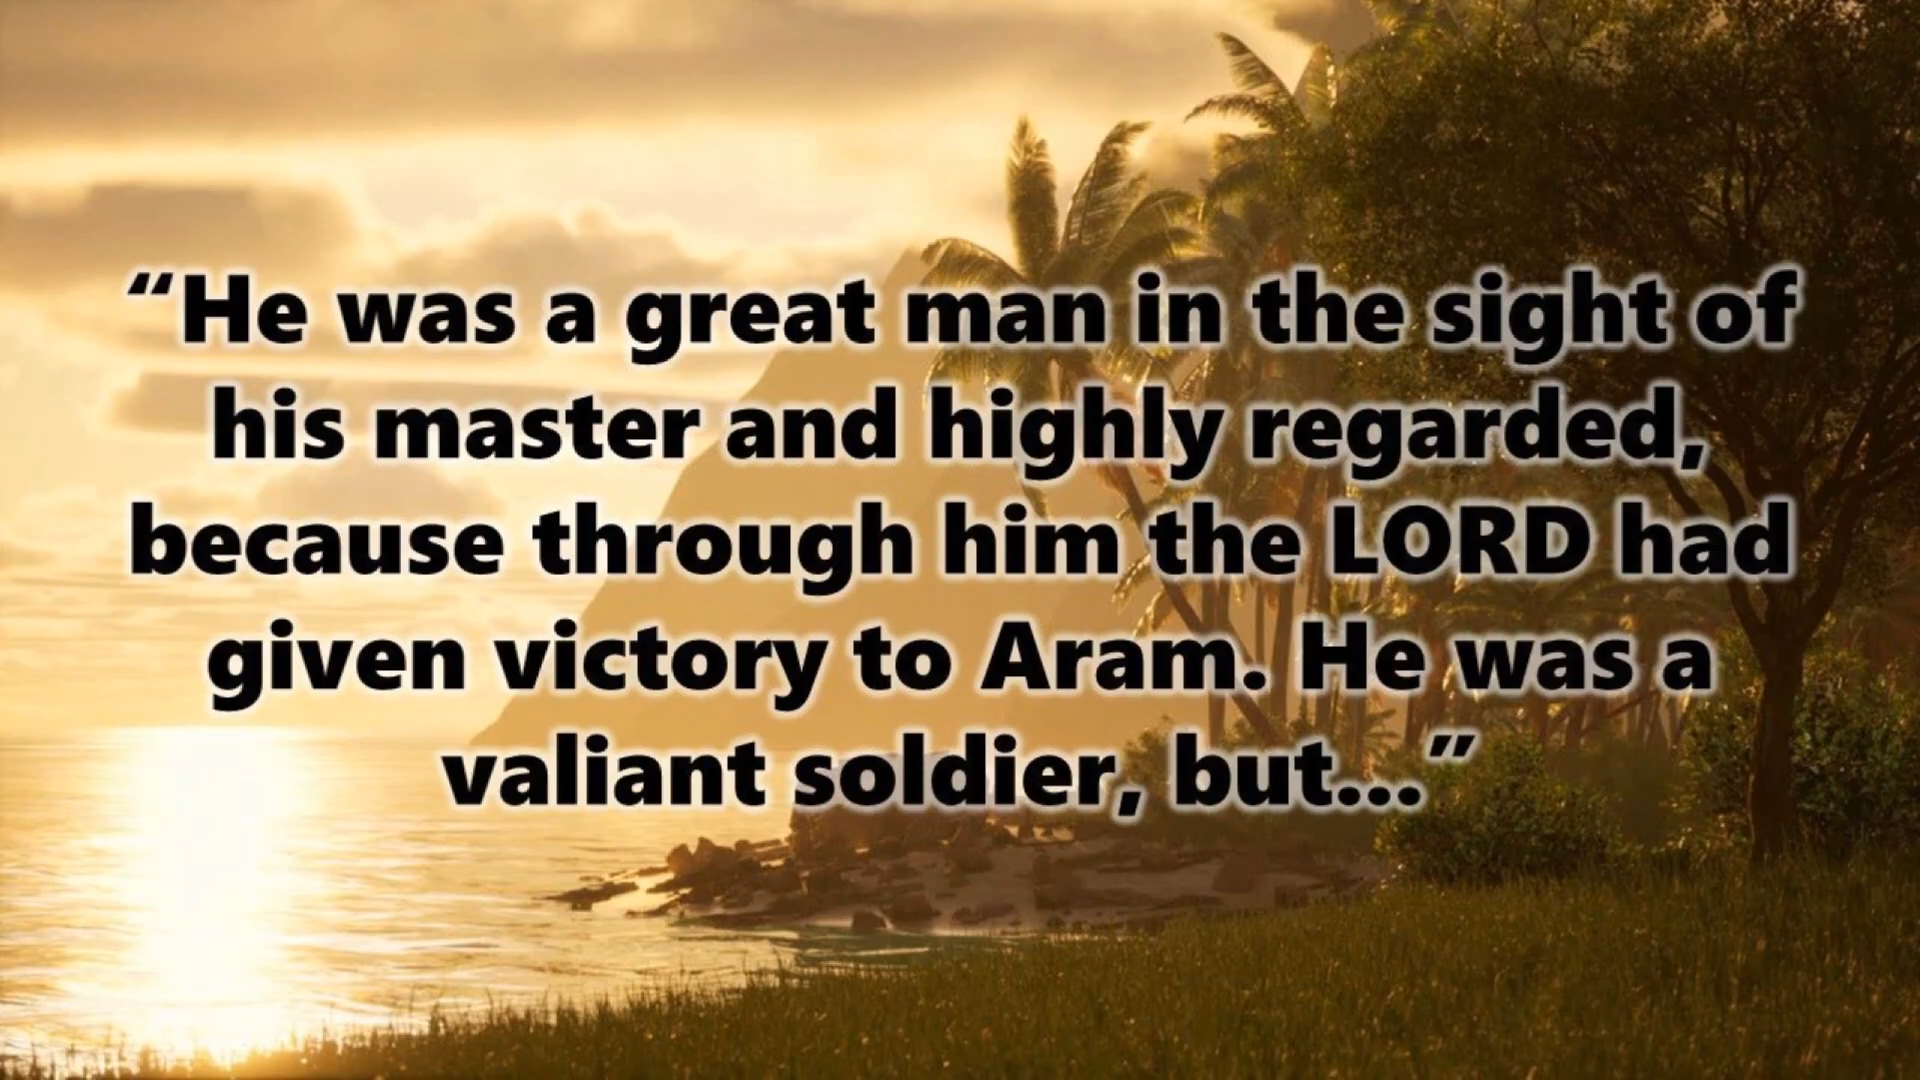 “He was a great man in the sight of
his master and highly regarded,
because through him the LORD had
given victory to Aram. He was a
valiant soldier, but...”